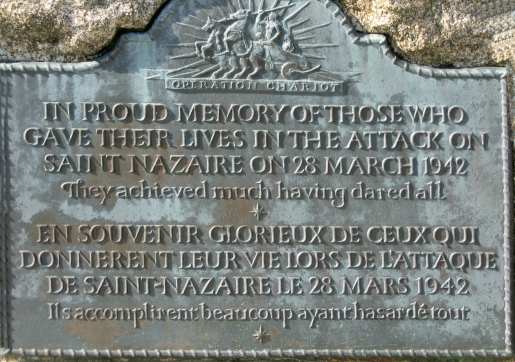 OPERATION CHARIOT
IN PROUD MEMORY OF THOSE WHO
GAVE THEIR LIVES IN THE ATTACK ON
SAINT NAZAIRE ON 28 MARCH 1942
They achieved much having dared all
EN SOUVENIR GLORIEUX DE CEUX QUI
DONNERENT LEUR VIE LORS DE L'ATTAQUE
DE SAINT-NAZAIRE LE 28 MARS 1942
Ils accomplirent beaucoup ayant hasardé tout